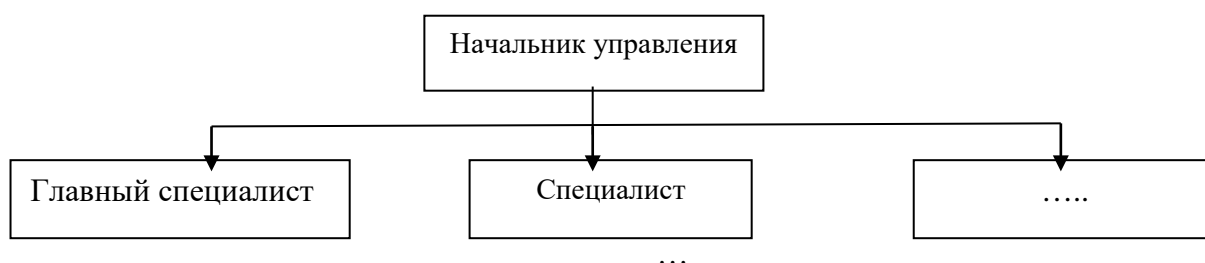 Начальник управления
Главный специалист
Специалист
…..
…